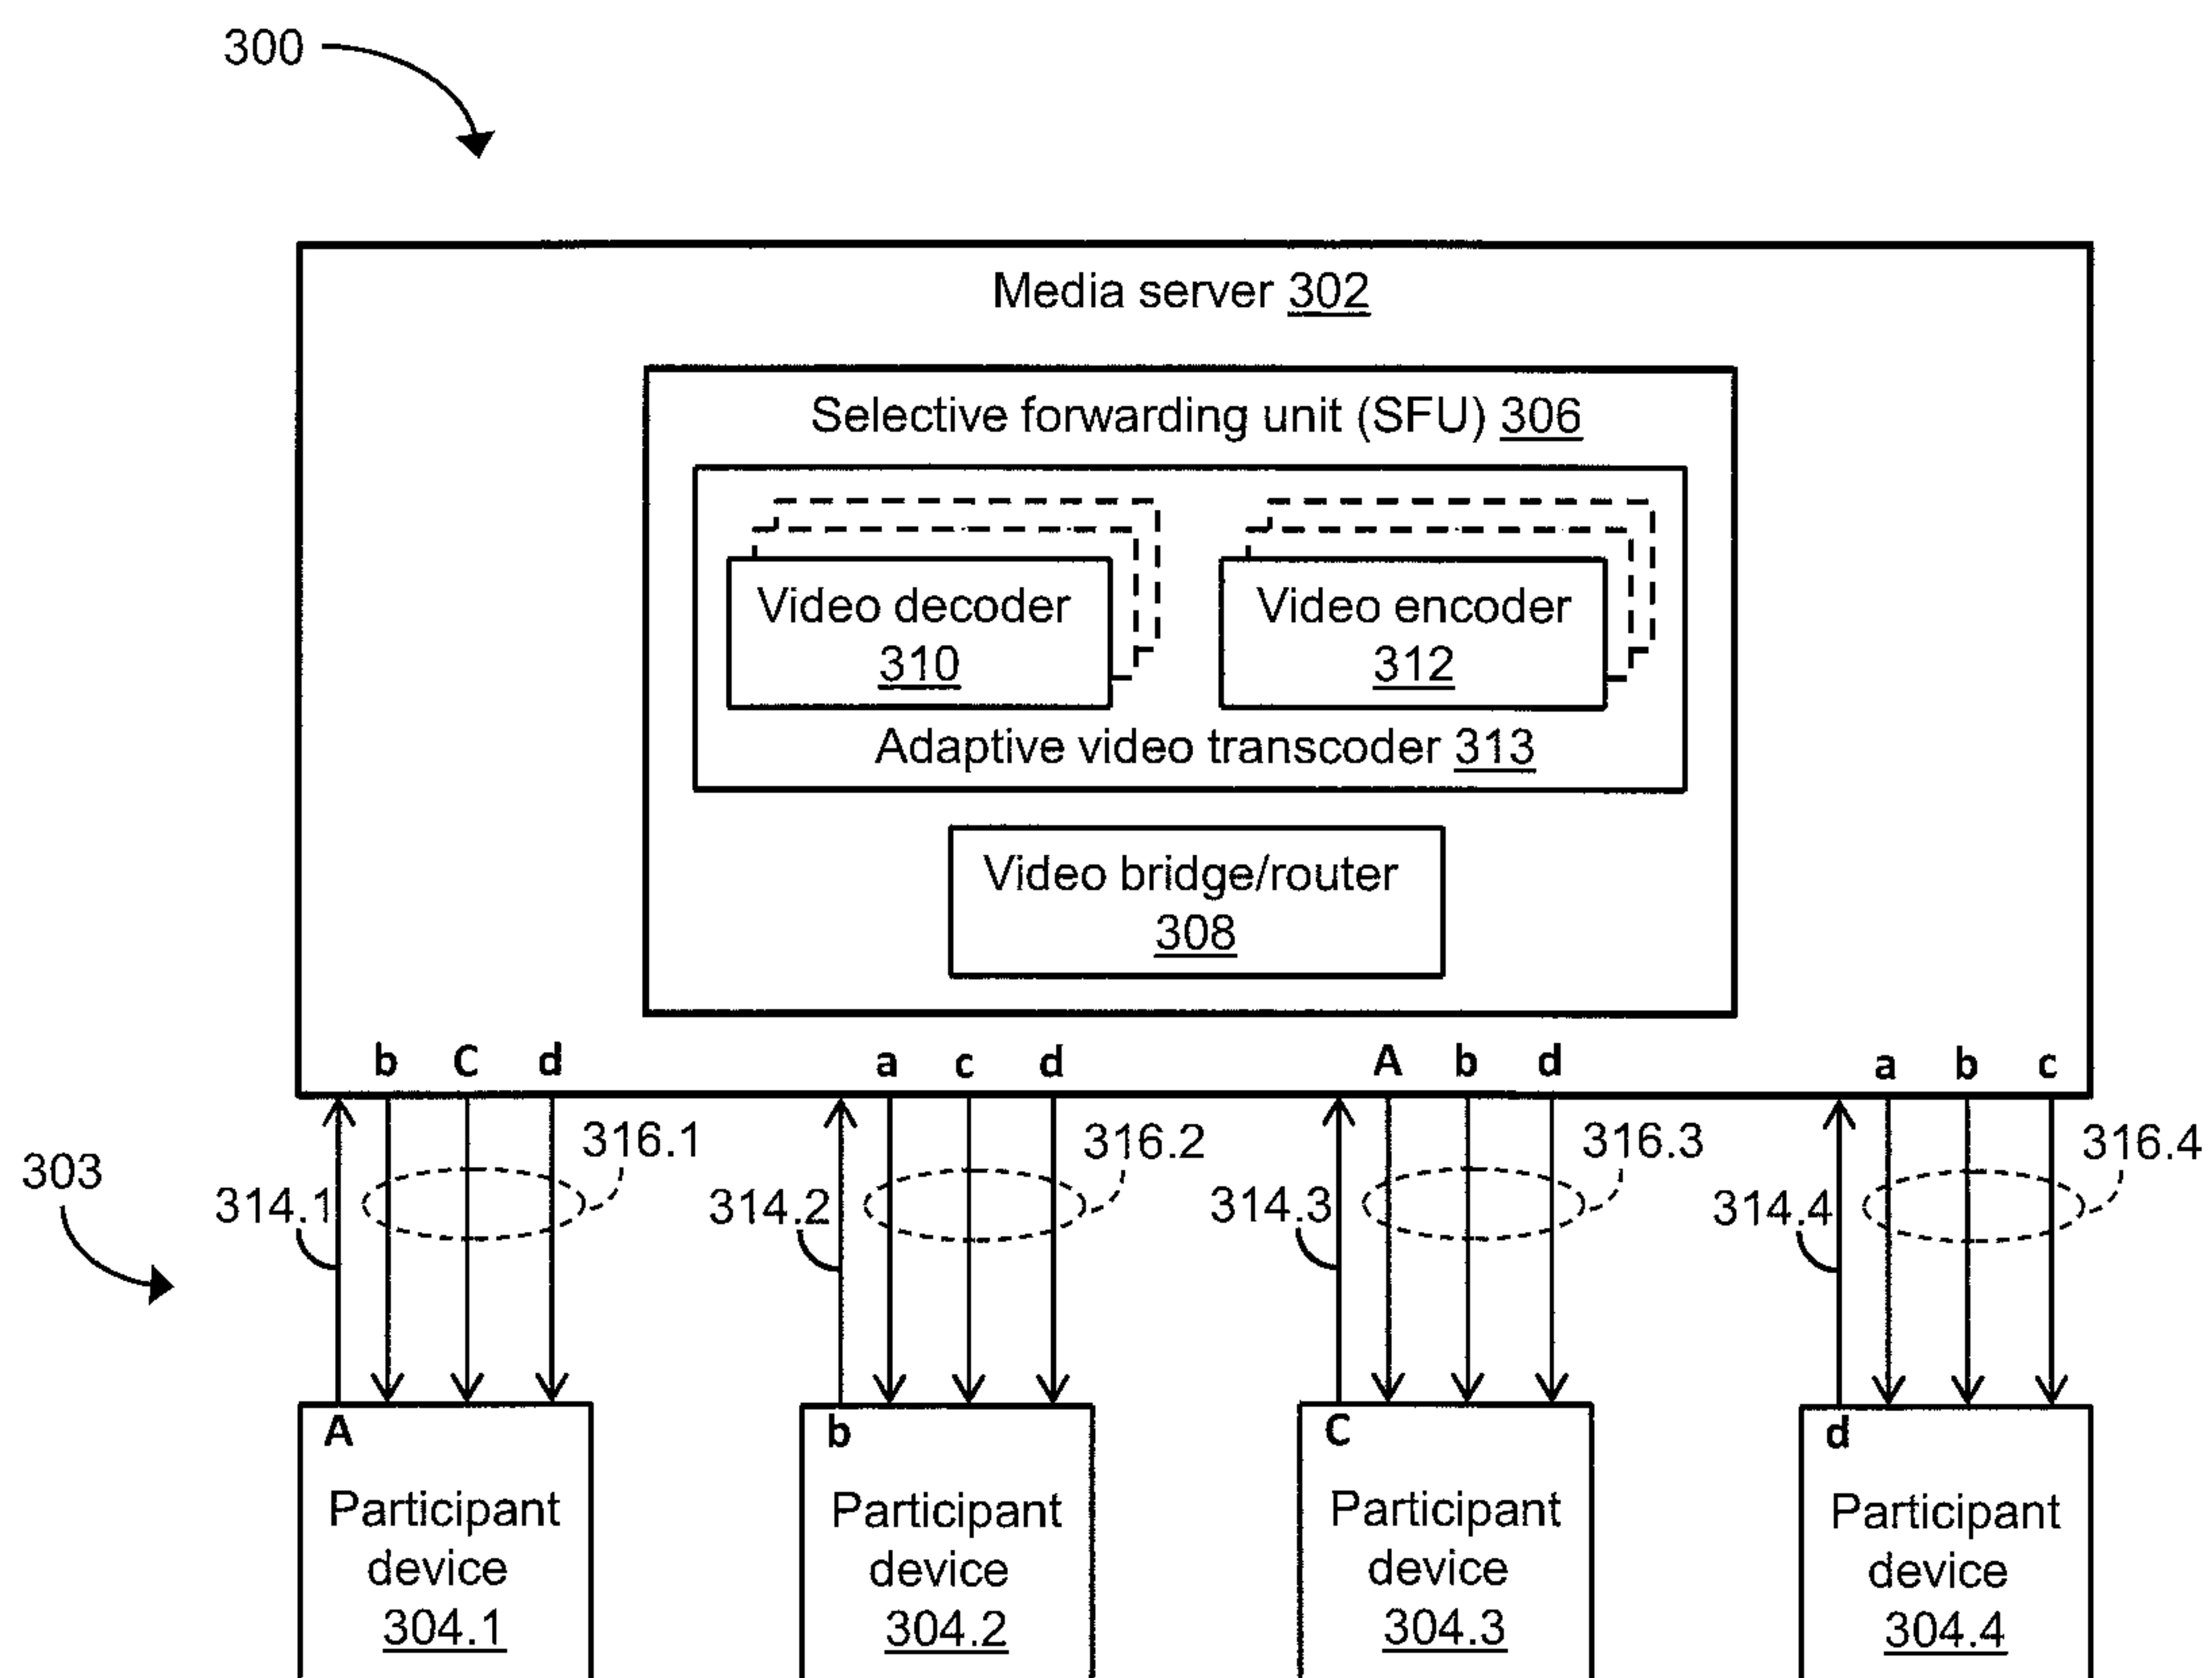 300
Media server 302
Selective forwarding unit (SFU) 306
Video decoder
310
Video encoder
312
Adaptive video transcoder 313
Video bridge/router
308
b C d a c d A b d a b c
303
314.1 316.1 314.2 316.2 314.3 316.3 314.4 316.4
A
Participant
device
304.1
b
Participant
device
304.2
C
Participant
device
304.3
d
Participant
device
304.4